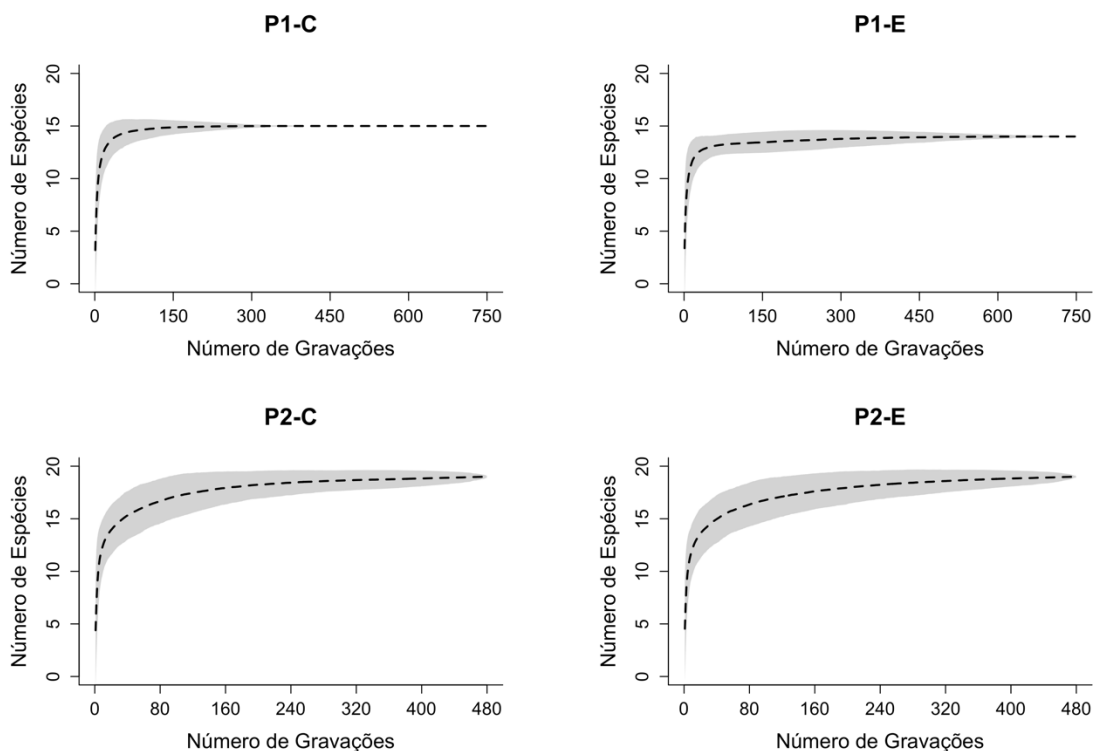 P1-C
P1-E
Número de Espécies
20
15
10
5
0
0 150 300 450 600 750
Número de Gravações
Número de Espécies
20
15
10
5
0
0 150 300 450 600 750
Número de Gravações
P2-C
P2-E
Número de Espécies
20
15
10
5
0
0 80 160 240 320 400 480
Número de Gravações
Número de Espécies
20
15
10
5
0
0 80 160 240 320 400 480
Número de Gravações